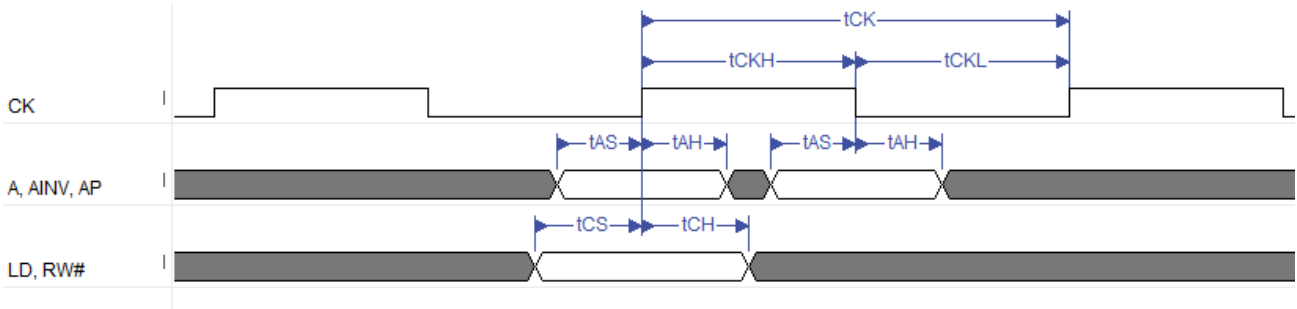 tCK
tCKH tCKL
CK
tAS tAH tAS tAH
A, AINV, AP
tCS tCH
LD, RW#